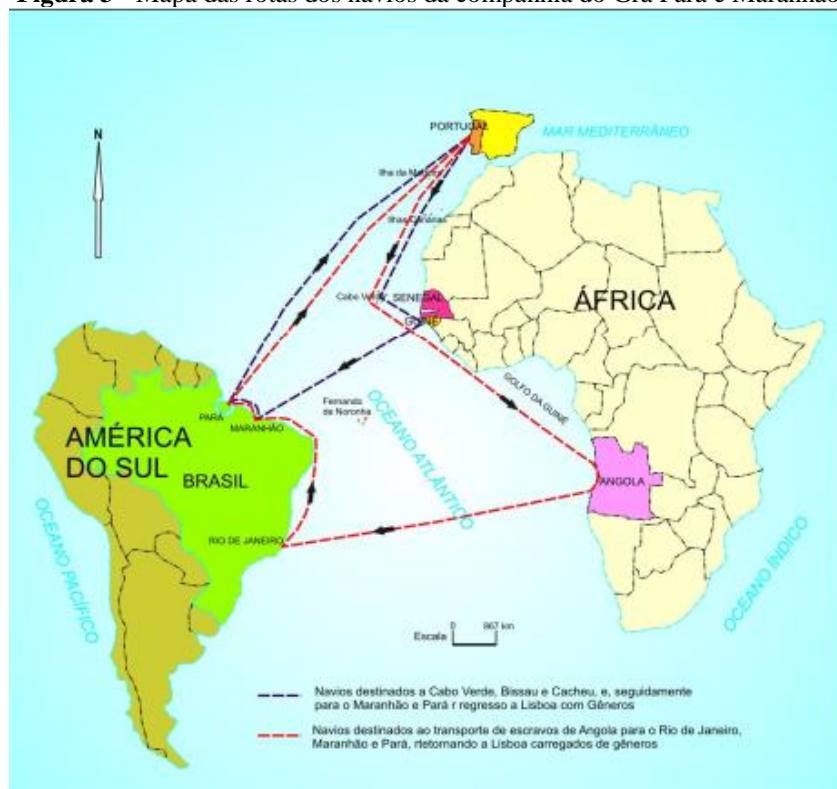 Figura 3 - Mapa das rotas dos navios da companhia do Grã Pará e Maranhão
N
PORTUGAL
MAR MEDITERRÂNEO
Ilha da
Ilhas Canárias
Cabo Verde
SENEGAL
GUINÉ
ÁFRICA
GOLFO DA GUINÉ
Fernando
de Noronha
PARÁ
MARANHÃO
AMÉRICA
DO SUL
BRASIL
OCEANO ATLÂNTICO
ANGOLA
RIO DE JANEIRO
OCEANO PACÍFICO
OCEANO ÍNDICO
0 867 km
Escala
Navios destinados a Cabo Verde, Bissau e Cacheu, e, seguidamente
para o Maranhão e Pará r regresso a Lisboa com Gêneros
Navios destinados ao transporte de escravos de Angola para o Rio de Janeiro,
Maranhão e Pará, rtetornando a Lisboa carregados de gêneros